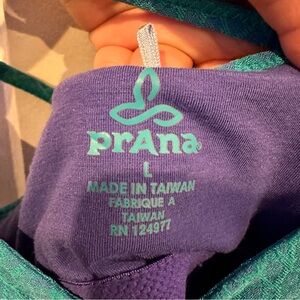 prAna
L
MADE IN TAIWAN
FABRIQUE A
TAIWAN
RN 124977